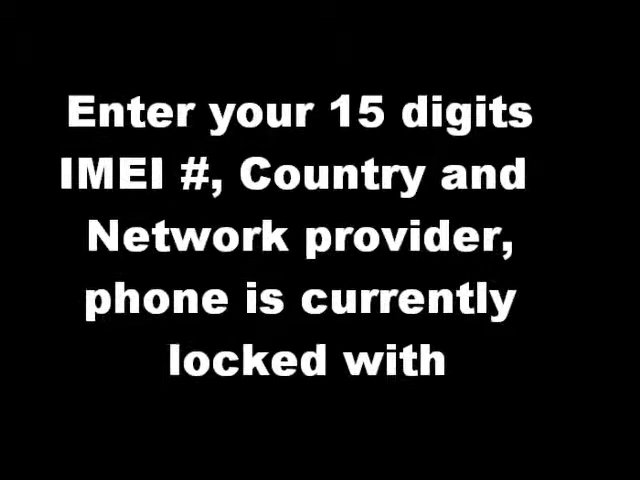 Enter your 15 digits
IMEI #, Country and
Network provider,
phone is currently
locked with